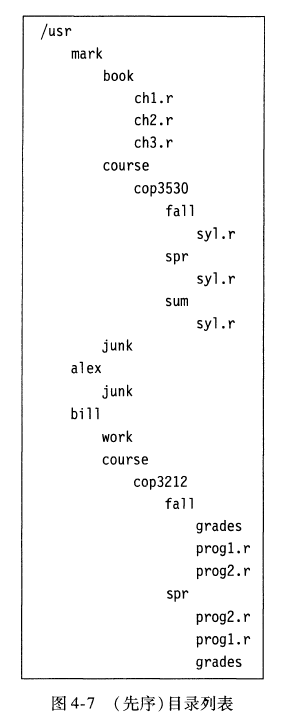 /usr
mark
book
ch1.r
ch2.r
ch3.r
course
cop3530
fall
syl.r
spr
syl.r
sum
syl.r
junk
alex
junk
bill
work
course
cop3212
fall
grades
prog1.r
prog2.r
spr
prog2.r
prog1.r
grades
图 4-7 （先序）目录列表